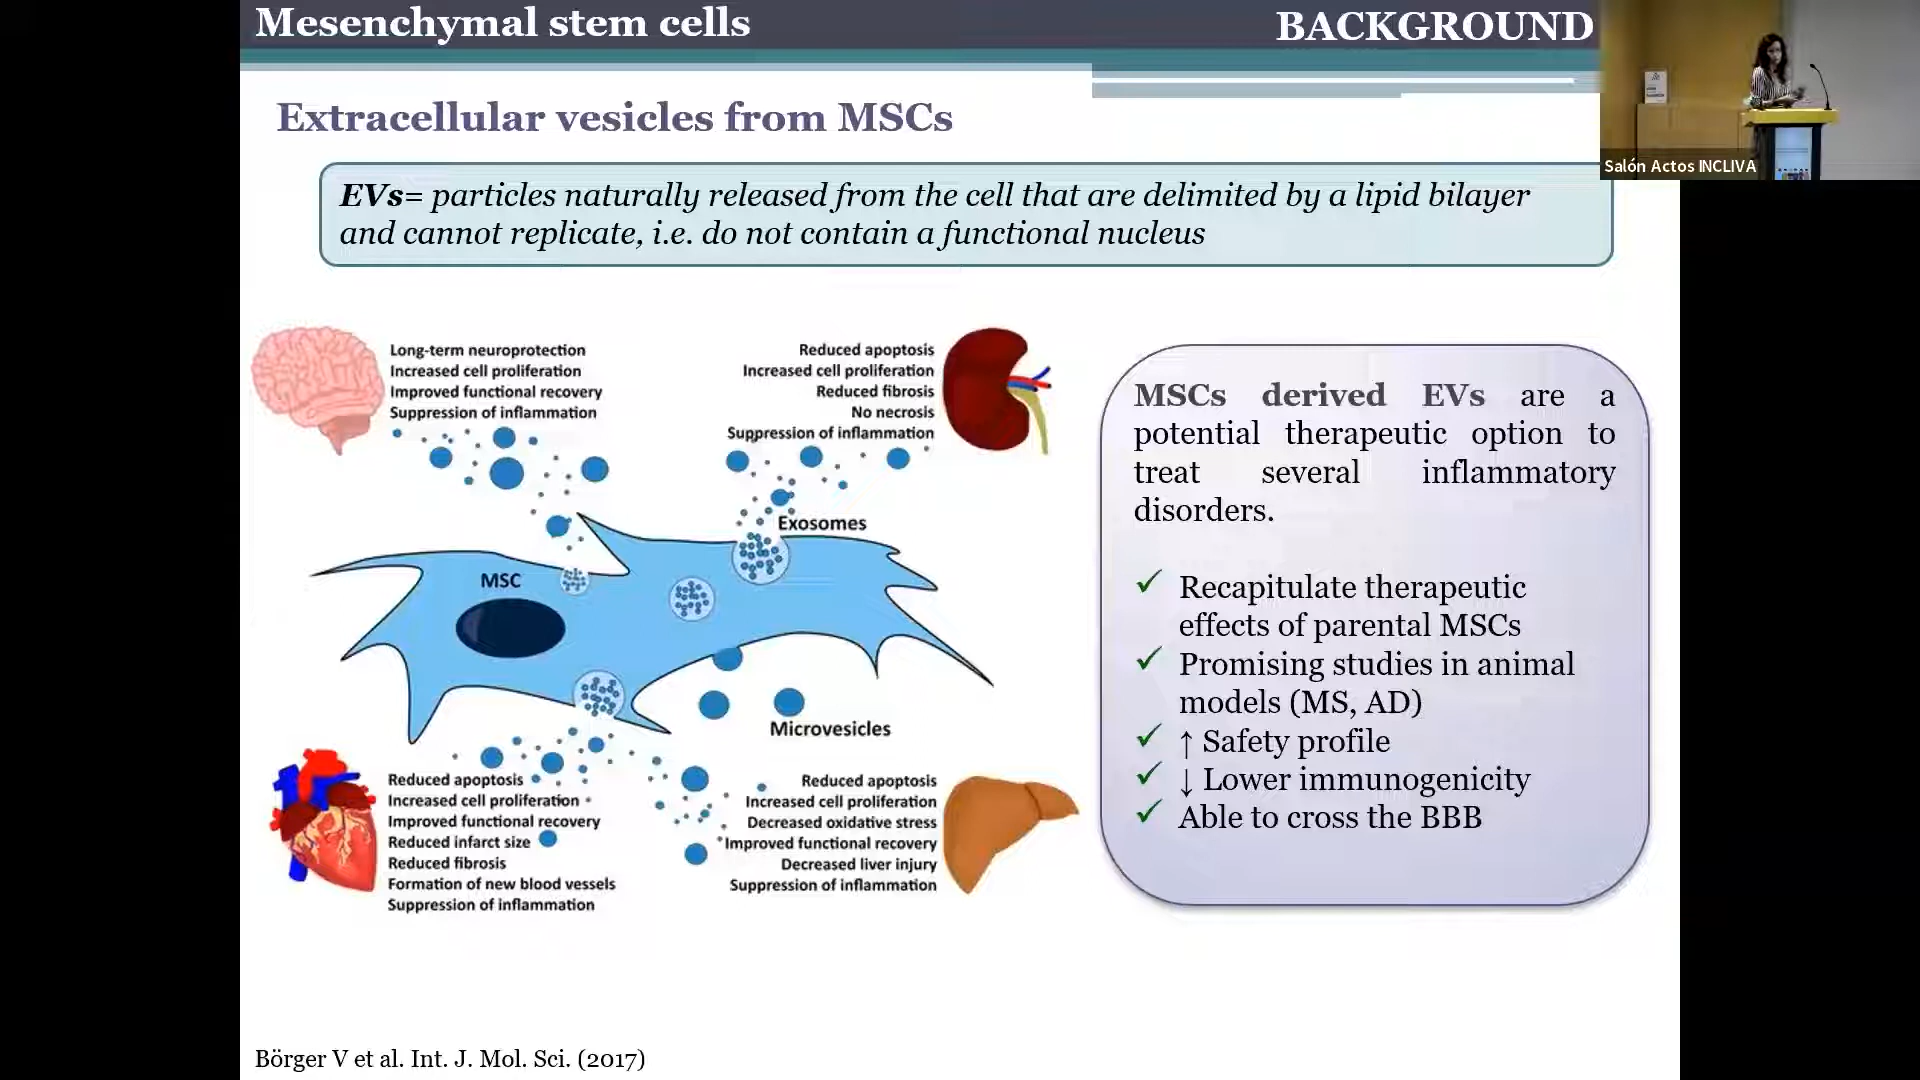 Mesenchymal stem cells
BACKGROUND
Salón Actos INCLIVA
Extracellular vesicles from MSCs
EVs= particles naturally released from the cell that are delimited by a lipid bilayer
and cannot replicate, i.e. do not contain a functional nucleus
Long-term neuroprotection
Increased cell proliferation
Improved functional recovery
Suppression of inflammation
Reduced apoptosis
Increased cell proliferation
Reduced fibrosis
No necrosis
Suppression of inflammation
Exosomes
MSC
Microvesicles
Reduced apoptosis
Increased cell proliferation
Improved functional recovery
Reduced infarct size
Reduced fibrosis
Formation of new blood vessels
Suppression of inflammation
Reduced apoptosis
Increased cell proliferation
Decreased oxidative stress
Improved functional recovery
Decreased liver injury
Suppression of inflammation
MSCs derived EVs are a
potential therapeutic option to
treat several inflammatory
disorders.
✓ Recapitulate therapeutic
effects of parental MSCs
✓ Promising studies in animal
models (MS, AD)
✓ ↑ Safety profile
✓ ↓ Lower immunogenicity
✓ Able to cross the BBB
Börger V et al. Int. J. Mol. Sci. (2017)